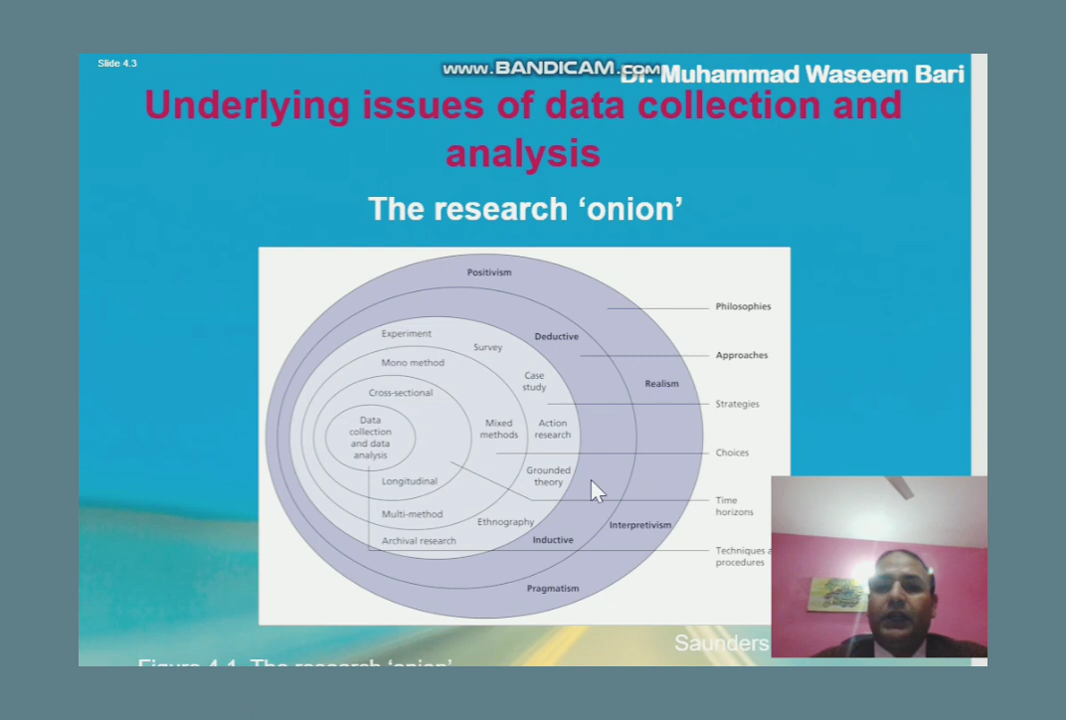 Slide 4.3
www.BANDICAM.COM
Dr. Muhammad Waseem Bari
Underlying issues of data collection and
analysis
The research ‘onion’
Positivism
Philosophies
Experiment
Deductive
Survey
Approaches
Mono method
Case
study
Realism
Cross-sectional
Strategies
Data
collection
and data
analysis
Mixed
methods
Action
research
Choices
Grounded
theory
Longitudinal
Time
horizons
Multi-method
Ethnography
Interpretivism
Archival research
Inductive
Techniques a
procedures
Pragmatism
Saunders
Figure 4.1 The research ‘onion’